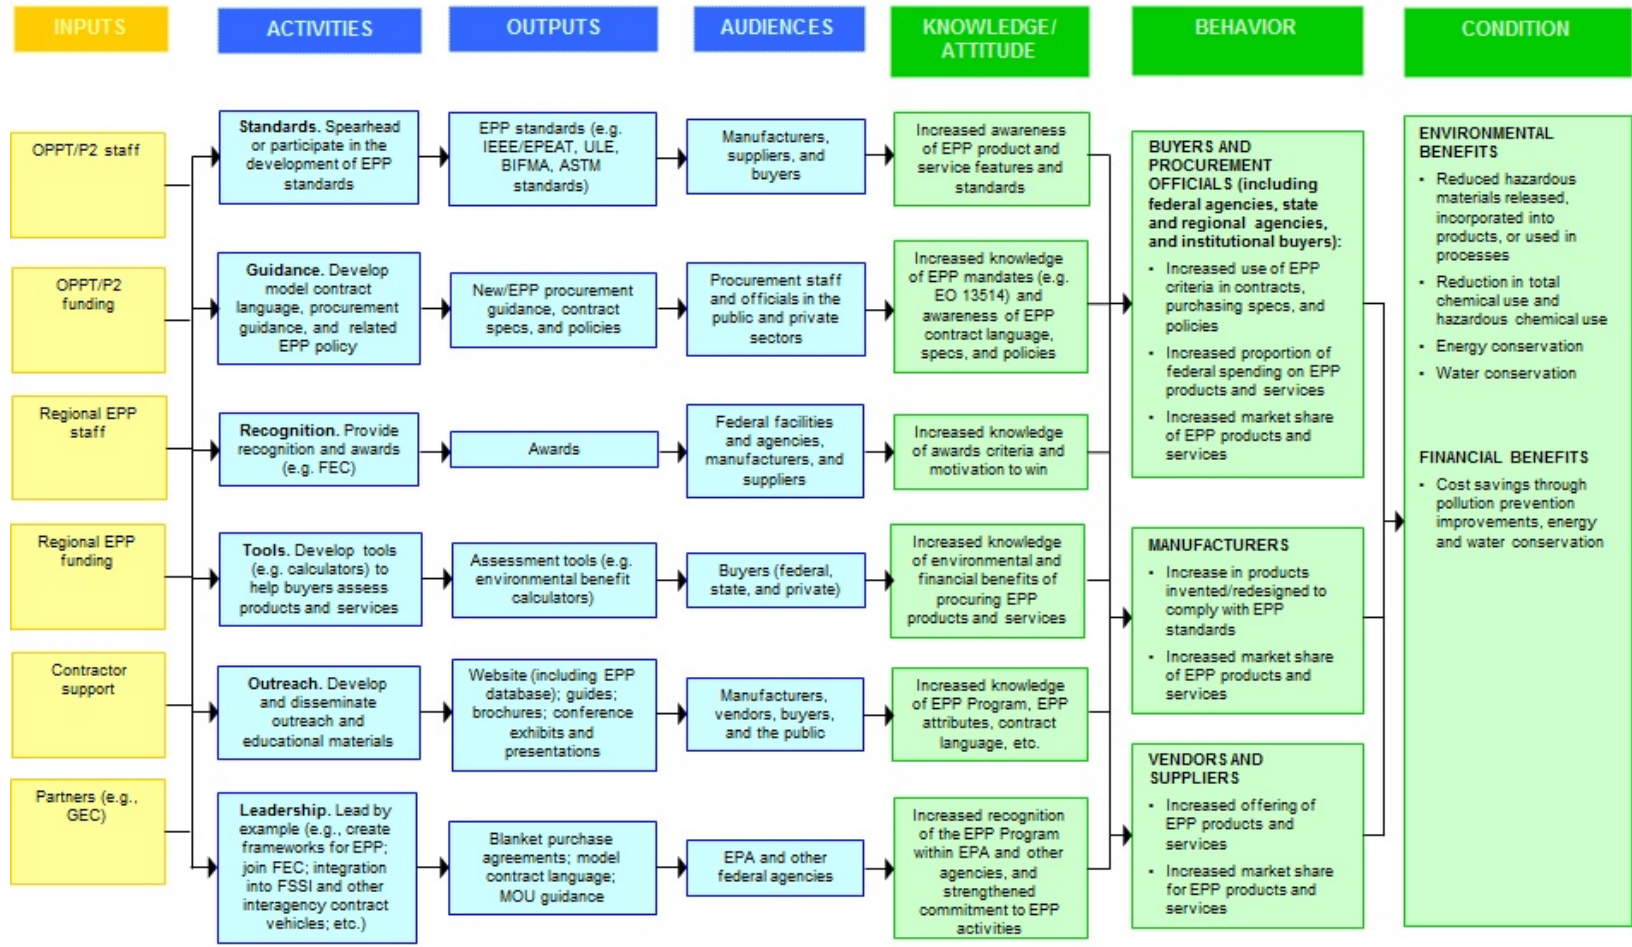 INPUTS
ACTIVITIES
OUTPUTS
AUDIENCES
KNOWLEDGE/
ATTITUDE
BEHAVIOR
CONDITION
OPPT/P2 staff
OPPT/P2
funding
Regional EPP
staff
Regional EPP
funding
Contractor
support
Partners (e.g.,
GEC)
Standards. Spearhead
or participate in the
development of EPP
standards
EPP standards (e.g.
IEEE/EPEAT, ULE,
BIFMA, ASTM
standards)
Manufacturers,
suppliers, and
buyers
Increased awareness
of EPP product and
service features and
standards
Guidance. Develop
model contract
language, procurement
guidance, and related
EPP policy
New/EPP procurement
guidance, contract
specs, and policies
Procurement staff
and officials in the
public and private
sectors
Increased knowledge
of EPP mandates (e.g.
EO 13514) and
awareness of EPP
contract language,
specs, and policies
Recognition. Provide
recognition and awards
(e.g. FEC)
Awards
Federal facilities
and agencies,
manufacturers, and
suppliers
Increased knowledge
of awards criteria and
motivation to win
Tools. Develop tools
(e.g. calculators) to
help buyers assess
products and services
Assessment tools (e.g.
environmental benefit
calculators)
Buyers (federal,
state, and private)
Increased knowledge
of environmental and
financial benefits of
procuring EPP
products and services
Outreach. Develop
and disseminate
outreach and
educational materials
Website (including EPP
database); guides;
brochures; conference
exhibits and
presentations
Manufacturers,
vendors, buyers,
and the public
Increased knowledge
of EPP Program, EPP
attributes, contract
language, etc.
Leadership. Lead by
example (e.g., create
frameworks for EPP;
join FEC; integration
into FSSI and other
interagency contract
vehicles; etc.)
Blanket purchase
agreements; model
contract language;
MOU guidance
EPA and other
federal agencies
Increased recognition
of the EPP Program
within EPA and other
agencies, and
strengthened
commitment to EPP
activities
BUYERS AND
PROCUREMENT
OFFICIALS (including
federal agencies, state
and regional agencies,
and institutional buyers):
• Increased use of EPP
criteria in contracts,
purchasing specs, and
policies
• Increased proportion of
federal spending on EPP
products and services
• Increased market share
of EPP products and
services
MANUFACTURERS
• Increase in products
invented/redesigned to
comply with EPP
standards
• Increased market share
of EPP products and
services
VENDORS AND
SUPPLIERS
• Increased offering of
EPP products and
services
• Increased market share
for EPP products and
services
ENVIRONMENTAL
BENEFITS
• Reduced hazardous
materials released,
incorporated into
products, or used in
processes
• Reduction in total
chemical use and
hazardous chemical use
• Energy conservation
• Water conservation
FINANCIAL BENEFITS
• Cost savings through
pollution prevention
improvements, energy
and water conservation